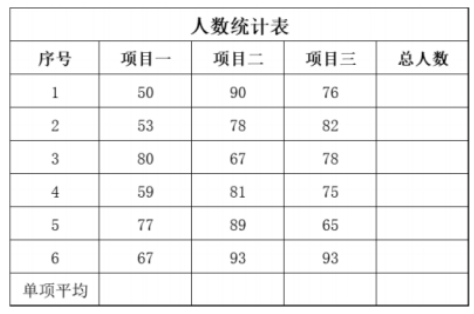 人数统计表
序号 项目一 项目二 项目三 总人数
1 50 90 76
2 53 78 82
3 80 67 78
4 59 81 75
5 77 89 65
6 67 93 93
单项平均